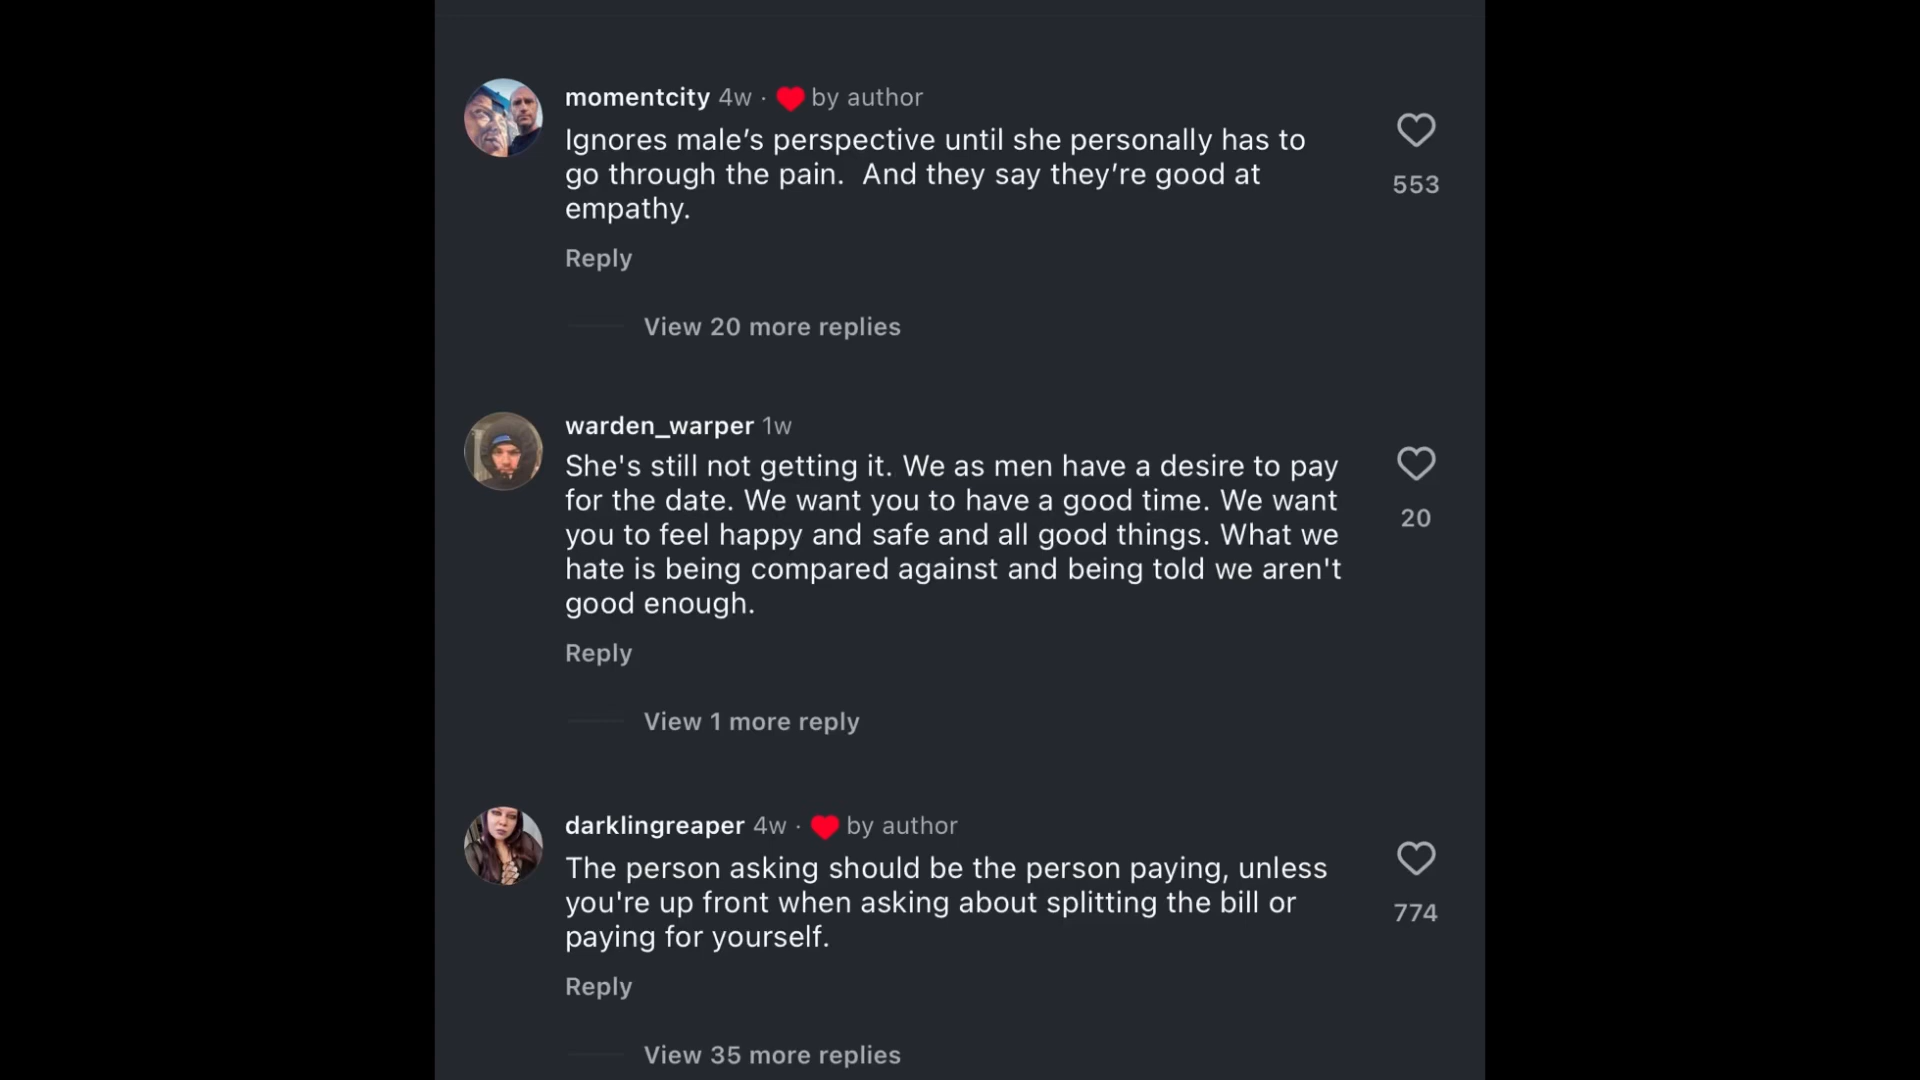 momentcity 4w · by author
Ignores male’s perspective until she personally has to
go through the pain.  And they say they’re good at
empathy.
553
Reply
View 20 more replies
warden_warper 1w
She's still not getting it. We as men have a desire to pay
for the date. We want you to have a good time. We want
you to feel happy and safe and all good things. What we
hate is being compared against and being told we aren't
good enough.
20
Reply
View 1 more reply
darklingreaper 4w · by author
The person asking should be the person paying, unless
you're up front when asking about splitting the bill or
paying for yourself.
774
Reply
View 35 more replies